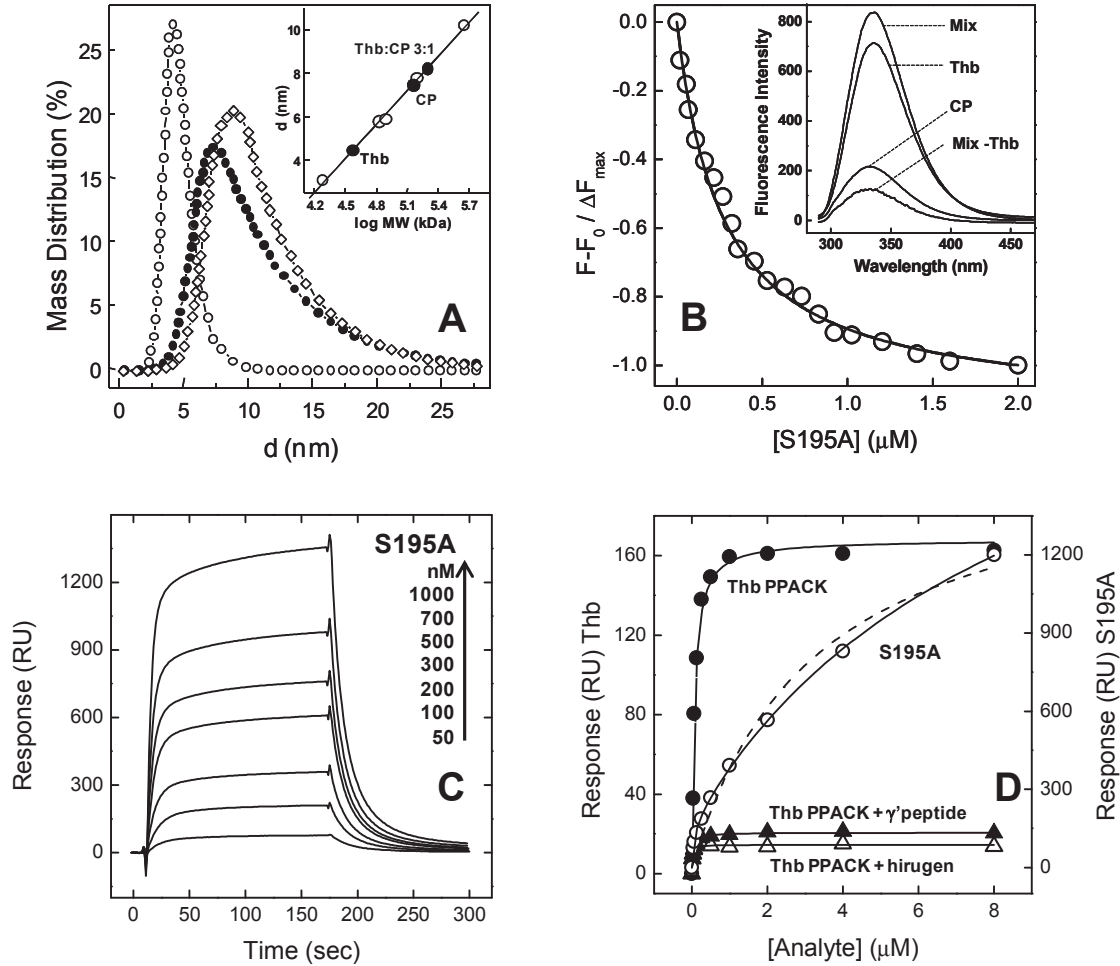 A
Mass Distribution (%)
25
20
15
10
5
0
0 5 10 15 20 25
d (nm)
Thb:CP 3:1
CP
Thb
d (nm)
10
8
6
4
4.2 4.5 4.8 5.1 5.4 5.7
log MW (kDa)
B
F-F0 / ΔFmax
0.0
-0.2
-0.4
-0.6
-0.8
-1.0
0.0 0.5 1.0 1.5 2.0
[S195A] (μM)
Fluorescence Intensity
800
600
400
200
0
300 350 400 450
Wavelength (nm)
Mix
Thb
CP
Mix -Thb
C
Response (RU)
1200
900
600
300
0
0 50 100 150 200 250 300
Time (sec)
S195A
nM
1000
700
500
300
200
100
50
D
Response (RU) Thb
160
120
80
40
0
0 2 4 6 8
[Analyte] (μM)
Response (RU) S195A
1200
900
600
300
0
Thb PPACK
S195A
Thb PPACK + γ'peptide
Thb PPACK + hirugen